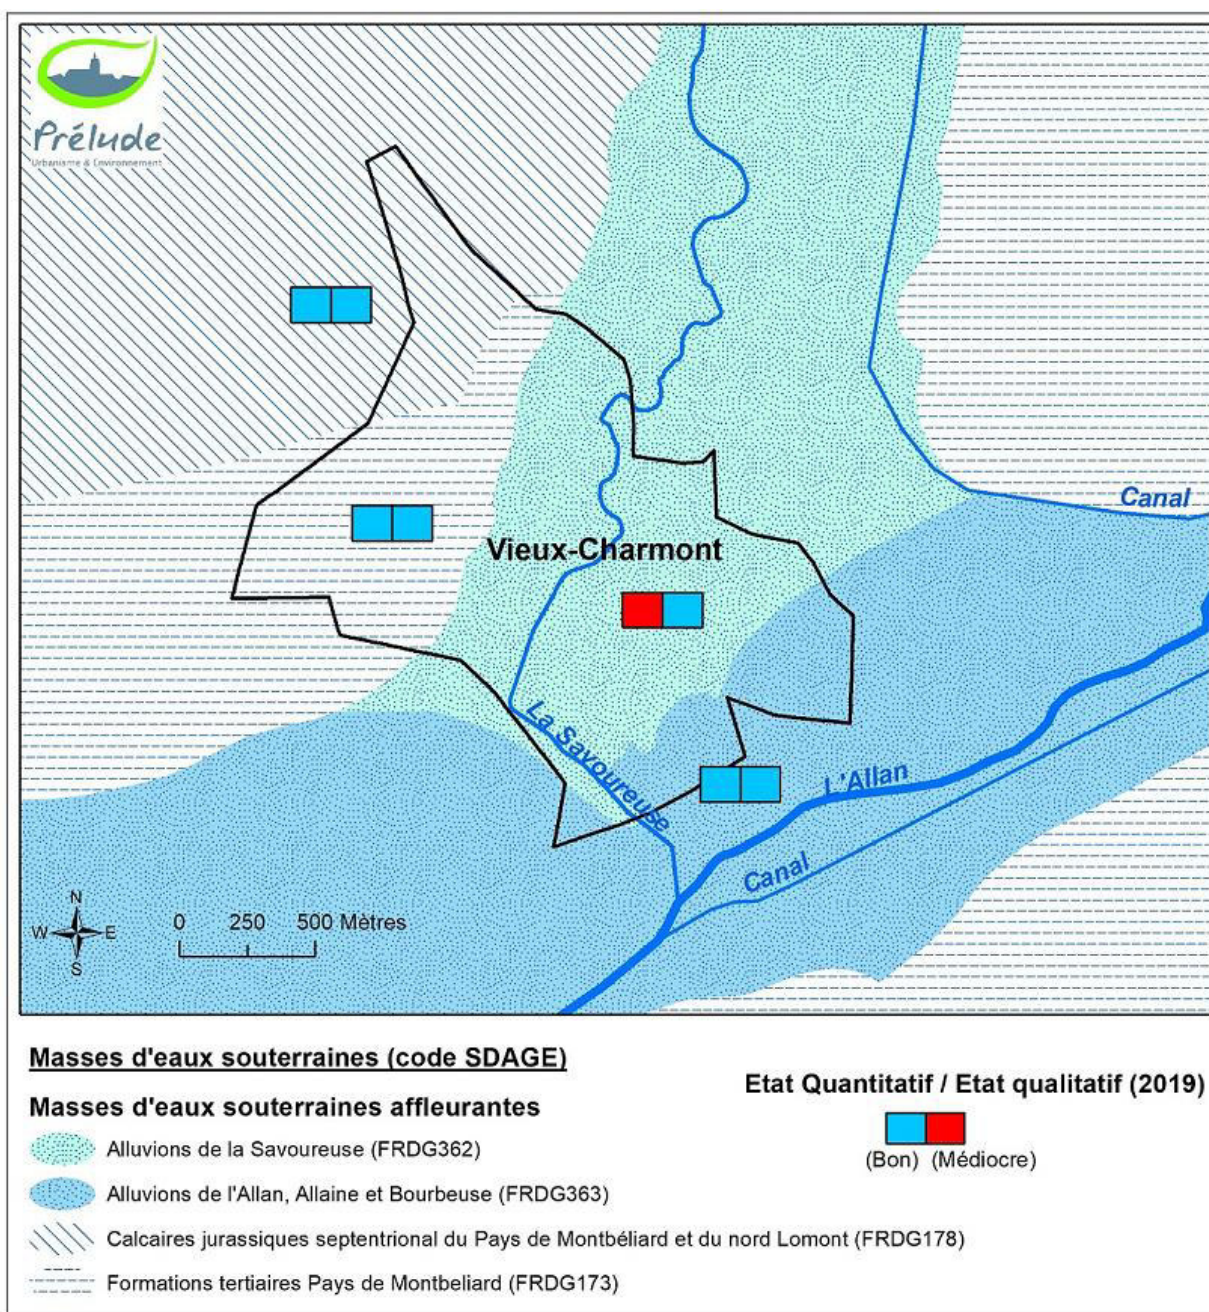 Prélude
Urbanisme & Environnement
Canal
Vieux-Charmont
La Savoureuse
L'Allan
Canal
N
W E
S
0 250 500 Mètres
Masses d'eaux souterraines (code SDAGE)
Masses d'eaux souterraines affleurantes
Alluvions de la Savoureuse (FRDG362)
Alluvions de l'Allan, Allaine et Bourbeuse (FRDG363)
Calcaires jurassiques septentrional du Pays de Montbéliard et du nord Lomont (FRDG178)
Formations tertiaires Pays de Montbeliard (FRDG173)
Etat Quantitatif / Etat qualitatif (2019)
(Bon) (Médiocre)